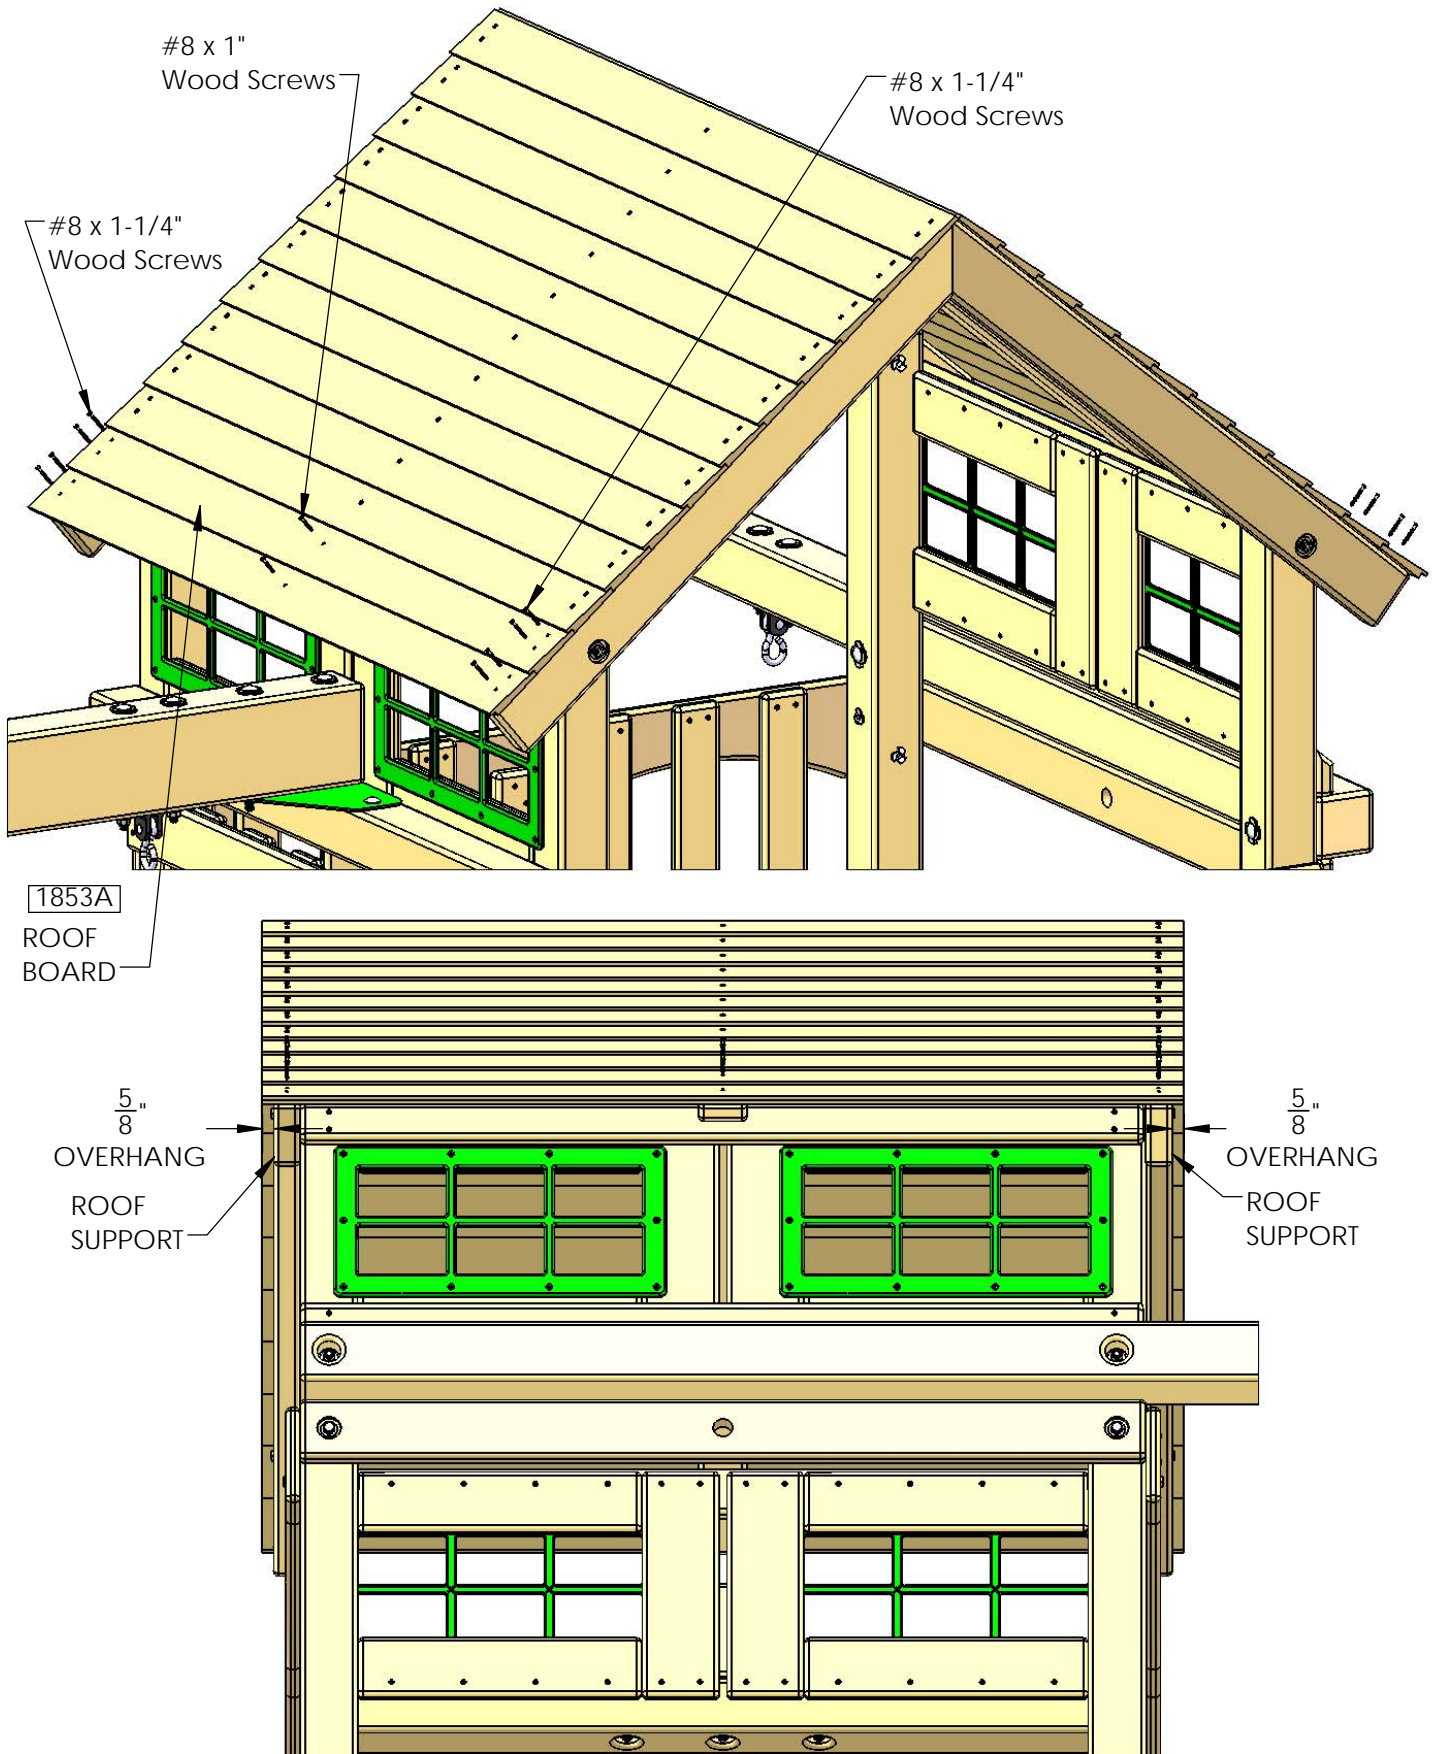 #8 x 1"
Wood Screws
#8 x 1-1/4"
Wood Screws
#8 x 1-1/4"
Wood Screws
1853A
ROOF
BOARD
5/8"
OVERHANG
ROOF
SUPPORT
5/8"
OVERHANG
ROOF
SUPPORT